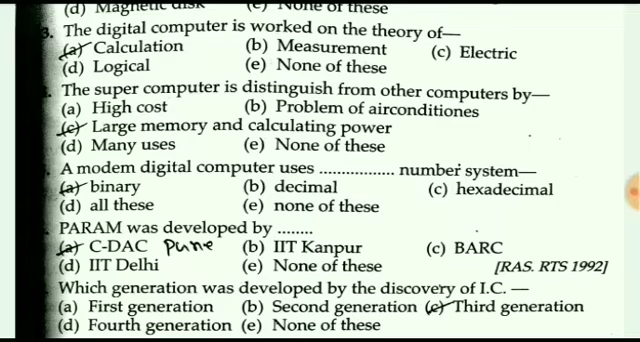 (d) Magnetic disk (e) None of these
3. The digital computer is worked on the theory of—
(a) Calculation (b) Measurement (c) Electric
(d) Logical (e) None of these
The super computer is distinguish from other computers by—
(a) High cost (b) Problem of airconditiones
(c) Large memory and calculating power
(d) Many uses (e) None of these
A modem digital computer uses ................. number system—
(a) binary (b) decimal (c) hexadecimal
(d) all these (e) none of these
PARAM was developed by ........
(a) C-DAC Pune (b) IIT Kanpur (c) BARC
(d) IIT Delhi (e) None of these [RAS. RTS 1992]
Which generation was developed by the discovery of I.C. —
(a) First generation (b) Second generation (c) Third generation
(d) Fourth generation (e) None of these